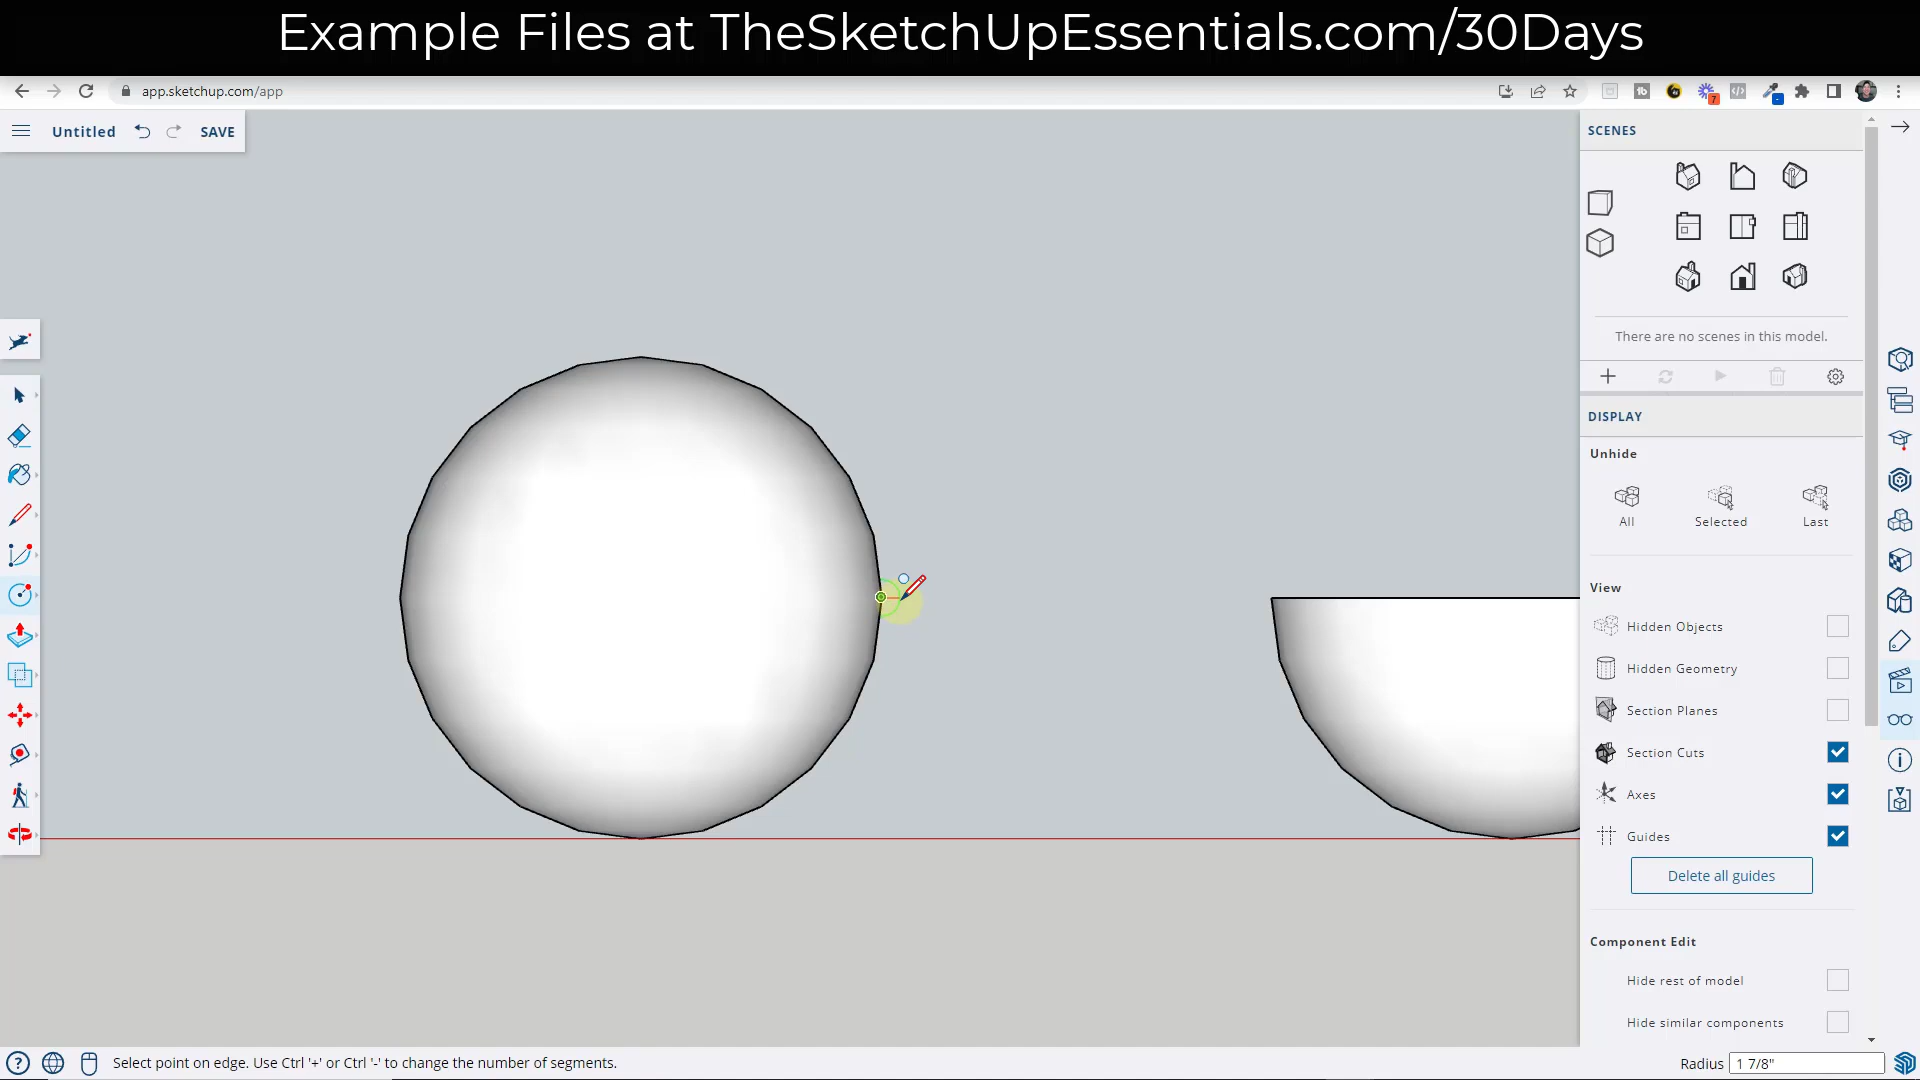 Example Files at TheSketchUpEssentials.com/30Days
app.sketchup.com/app
7
Untitled
SAVE
SCENES
There are no scenes in this model.
DISPLAY
Unhide
All
Selected
Last
View
Hidden Objects
Hidden Geometry
Section Planes
Section Cuts
Axes
Guides
Delete all guides
Component Edit
Hide rest of model
Hide similar components
Select point on edge. Use Ctrl '+' or Ctrl '-' to change the number of segments.
Radius
1 7/8"